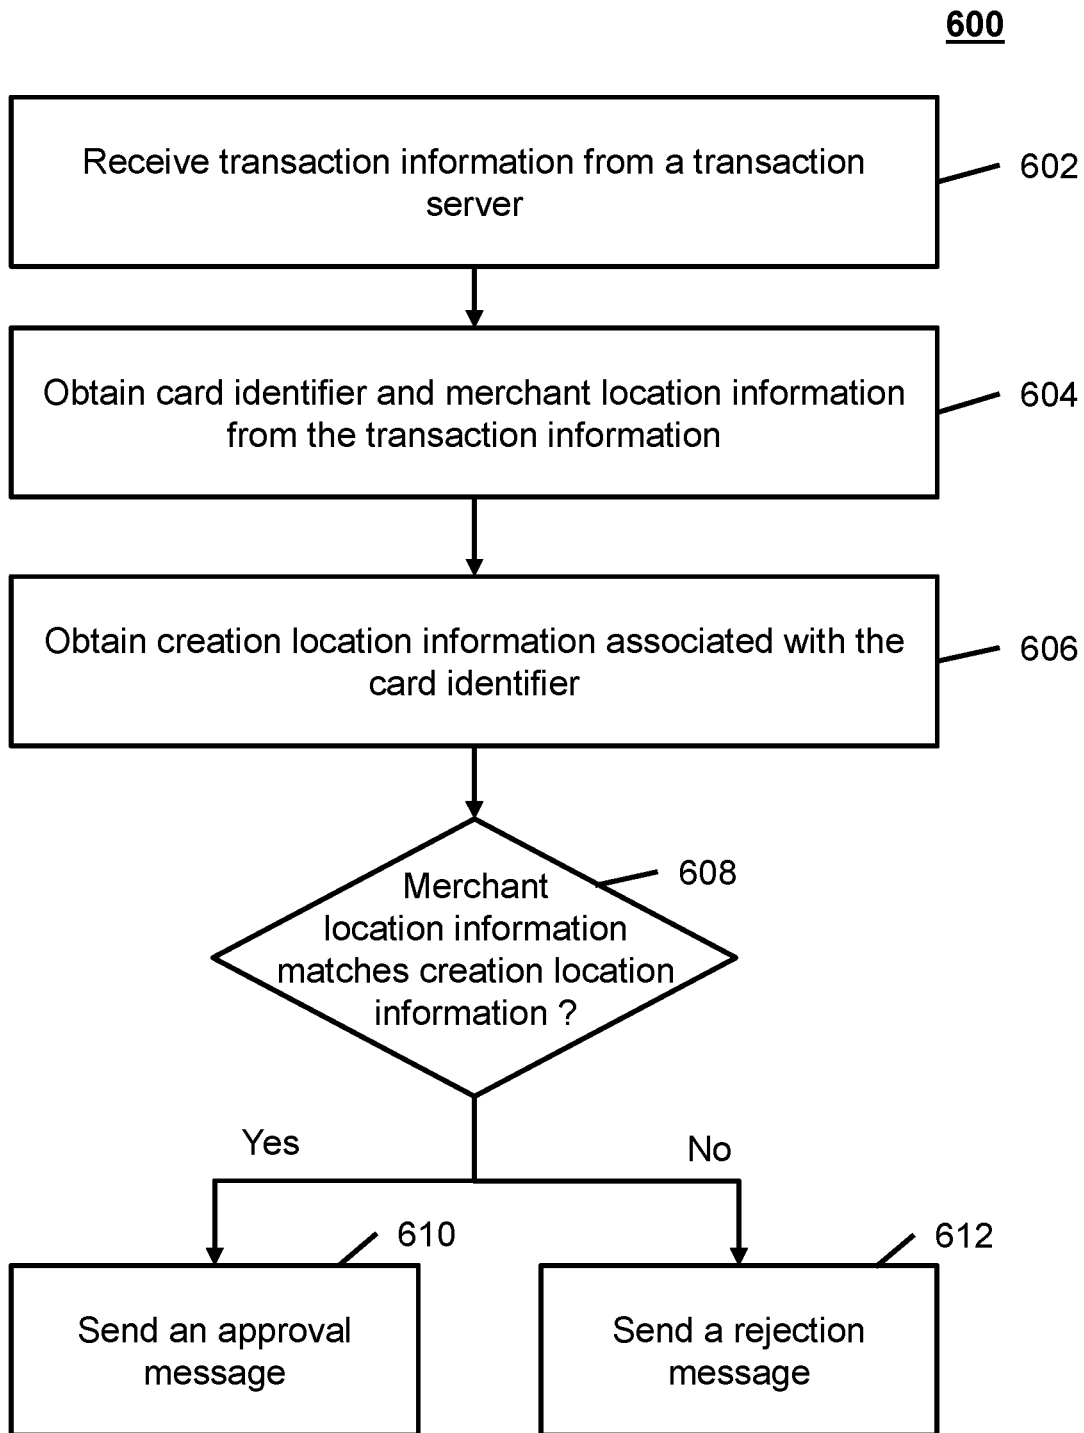 600
Receive transaction information from a transaction
server
602
Obtain card identifier and merchant location information
from the transaction information
604
Obtain creation location information associated with the
card identifier
606
Merchant
location information
matches creation location
information ?
608
Yes
No
610
612
Send an approval
message
Send a rejection
message